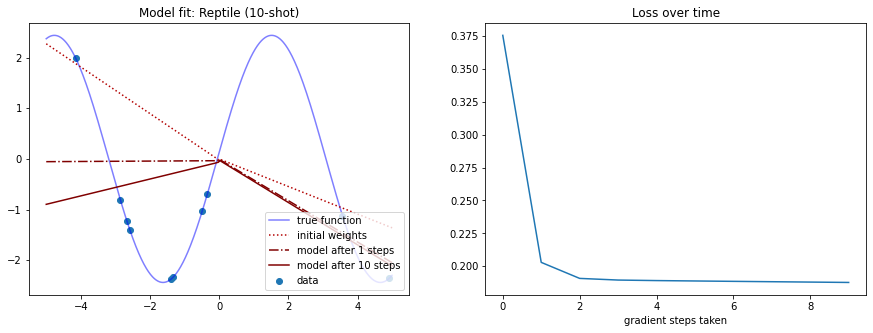 Model fit: Reptile (10-shot)
2
1
0
−1
−2
−4
−2
0
2
4
true function
initial weights
model after 1 steps
model after 10 steps
data
Loss over time
0.375
0.350
0.325
0.300
0.275
0.250
0.225
0.200
0
2
4
6
8
gradient steps taken